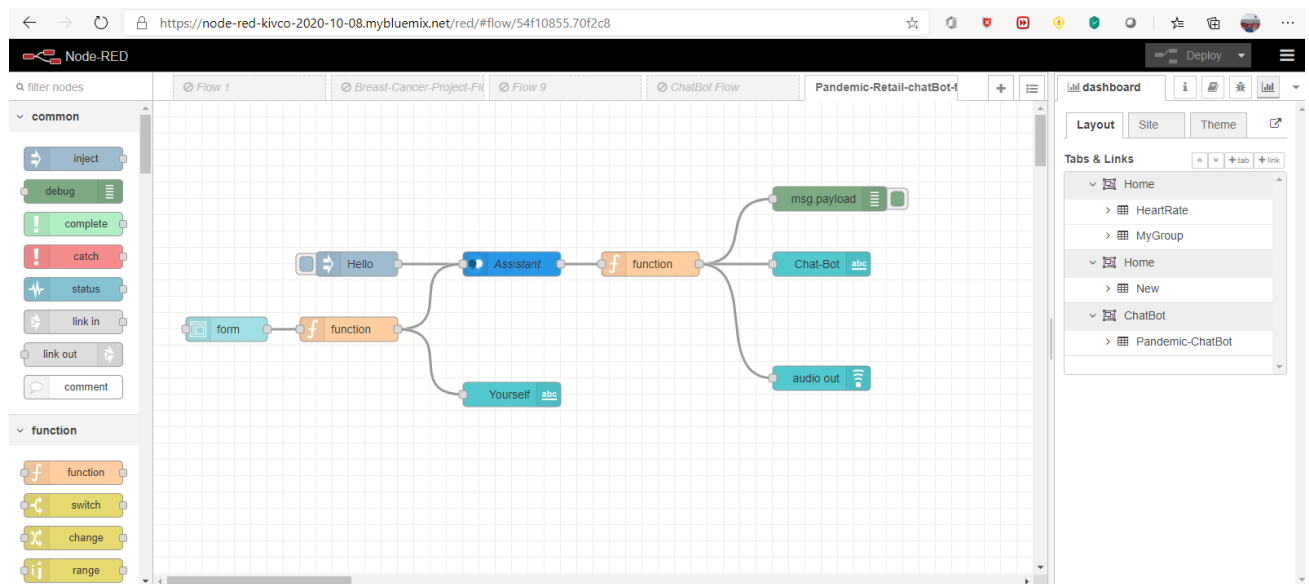 https://node-red-kivco-2020-10-08.mybluemix.net/red/#flow/54f10855.70f2c8
Node-RED
Deploy
filter nodes
Flow 1
Breast-Cancer-Project-Flo
Flow 9
ChatBot Flow
Pandemic-Retail-chatBot-f
dashboard
i
common
inject
debug
complete
catch
status
link in
link out
comment
function
function
switch
change
range
Hello
Assistant
function
msg.payload
Chat-Bot
abc
form
function
Yourself
abc
audio out
Layout
Site
Theme
Tabs & Links
+ tab
+ link
Home
HeartRate
MyGroup
Home
New
ChatBot
Pandemic-ChatBot